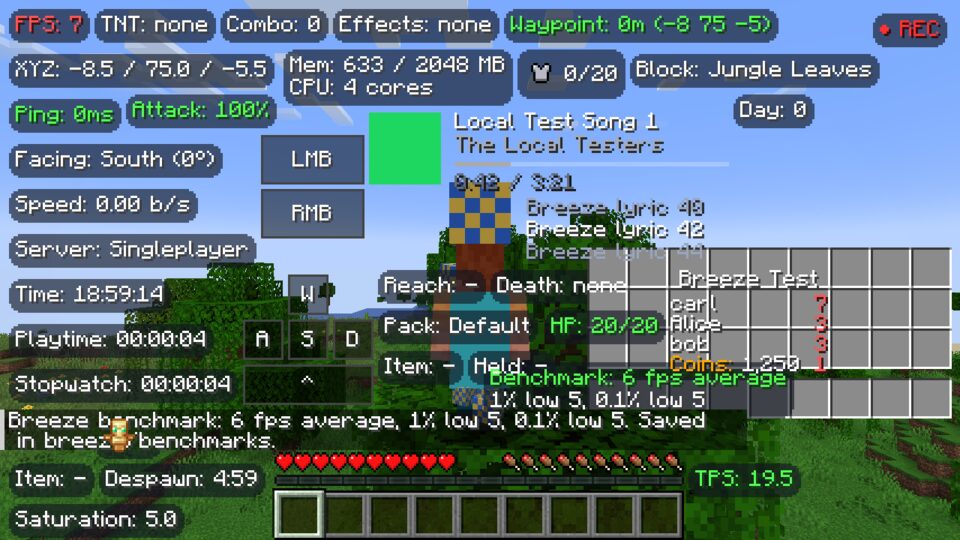 FPS: 7 TNT: none Combo: 0 Effects: none Waypoint: 0m (-8 75 -5) REC
XYZ: -8.5 / 75.0 / -5.5
Mem: 633 / 2048 MB
CPU: 4 cores
0/20
Block: Jungle Leaves
Ping: 0ms
Attack: 100%
Day: 0
Local Test Song 1
The Local Testers
0:42 / 3:21
Facing: South (0°)
LMB
Speed: 0.00 b/s
RMB
Breeze lyric 40
Breeze lyric 42
Breeze lyric 44
Server: Singleplayer
Time: 18:59:14
W
Reach: - Death: none
Breeze Test
carl 7
Alice 3
bob 3
Coins: 1,250 1
Playtime: 00:00:04
A S D
Pack: Default HP: 20/20
Item: - Held: -
Stopwatch: 00:00:04
^
Benchmark: 6 fps average
1% low 5, 0.1% low 5
Breeze benchmark: 6 fps average, 1% low 5, 0.1% low 5. Saved
in breeze benchmarks.
Item: - Despawn: 4:59
TPS: 19.5
Saturation: 5.0